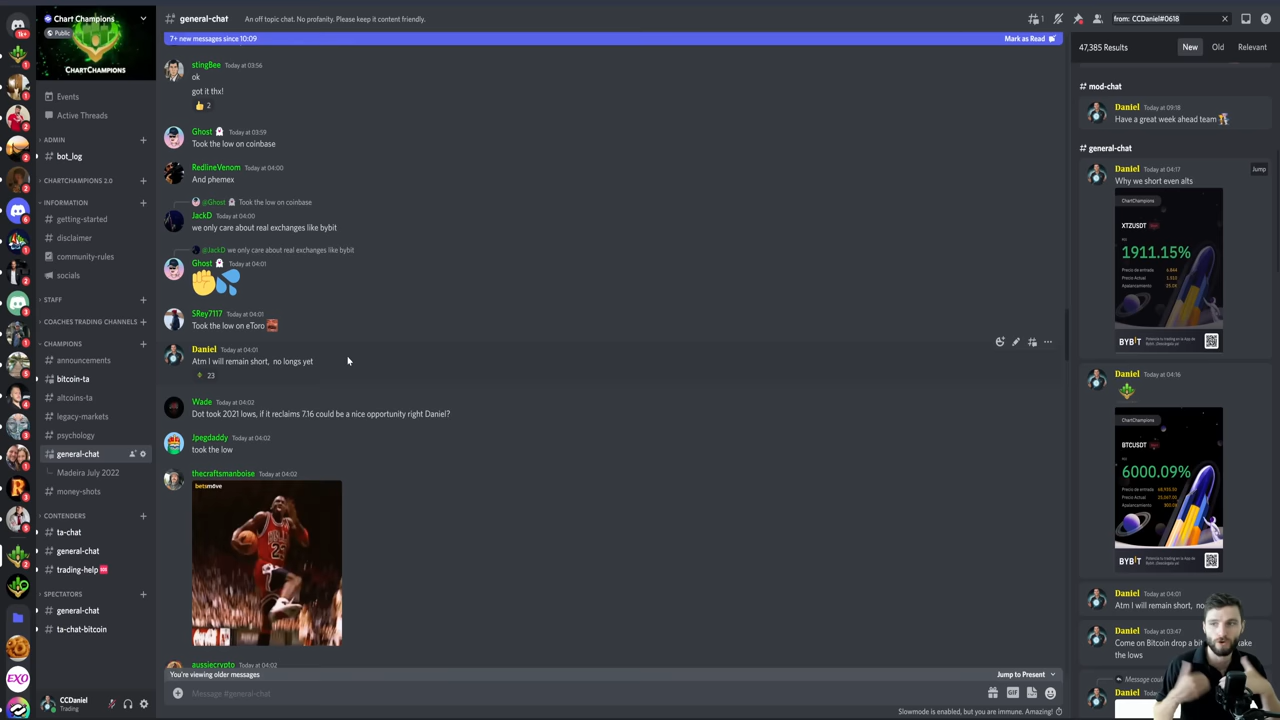 Chart Champions
Public
CHARTCHAMPIONS
Events
Active Threads
ADMIN
bot_log
CHARTCHAMPIONS 2.0
INFORMATION
getting-started
disclaimer
community-rules
socials
STAFF
COACHES TRADING CHANNELS
CHAMPIONS
announcements
bitcoin-ta
altcoins-ta
legacy-markets
psychology
general-chat
Madeira July 2022
money-shots
CONTENDERS
ta-chat
general-chat
trading-help
SPECTATORS
general-chat
ta-chat-bitcoin
CCDaniel
Trading
general-chat An off topic chat. No profanity. Please keep it content friendly.
7+ new messages since 10:09 Mark as Read
stingBee Today at 03:56
ok
got it thx!
2
Ghost Today at 03:59
Took the low on coinbase
RedlineVenom Today at 04:00
And phemex
@Ghost Took the low on coinbase
JackD Today at 04:00
we only care about real exchanges like bybit
@JackD we only care about real exchanges like bybit
Ghost Today at 04:01
SRey7117 Today at 04:01
Took the low on eToro
Daniel Today at 04:01
Atm I will remain short, no longs yet
23
Wade Today at 04:02
Dot took 2021 lows, if it reclaims 7.16 could be a nice opportunity right Daniel?
Jpegdaddy Today at 04:02
took the low
thecraftsmanboise Today at 04:02
betsmove
aussiecrypto Today at 04:02
You're viewing older messages Jump to Present
Message #general-chat
Slowmode is enabled, but you are immune. Amazing!
from: CCDaniel#0618
47,385 Results New Old Relevant
# mod-chat
Daniel Today at 09:18
Have a great week ahead team
# general-chat
Daniel Today at 04:17 Jump
Why we short even alts
ChartChampions
XTZUSDT
1911.15%
Precio de entrada 6.844
Precio Actual 1.510
Apalancamiento 25.0X
BYBIT
Daniel Today at 04:16
ChartChampions
BTCUSDT
6000.09%
Precio de entrada
Precio Actual
Apalancamiento
BYBIT
Daniel Today at 04:01
Atm I will remain short,
Daniel Today at 03:47
Come on Bitcoin drop a
the lows
Daniel